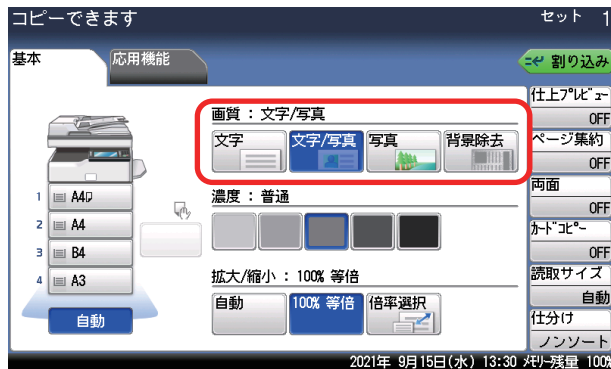 コピーできます
セット 1
基本
応用機能
割り込み
画質 : 文字/写真
文字
文字/写真
写真
背景除去
濃度 : 普通
拡大/縮小 : 100% 等倍
自動
100% 等倍
倍率選択
1 A4
2 A4
3 B4
4 A3
自動
仕上プレビュー
OFF
ページ集約
OFF
両面
OFF
カードコピー
OFF
読取サイズ
自動
仕分け
ノンソート
2021年 9月15日(水) 13:30 メモリー残量 100%